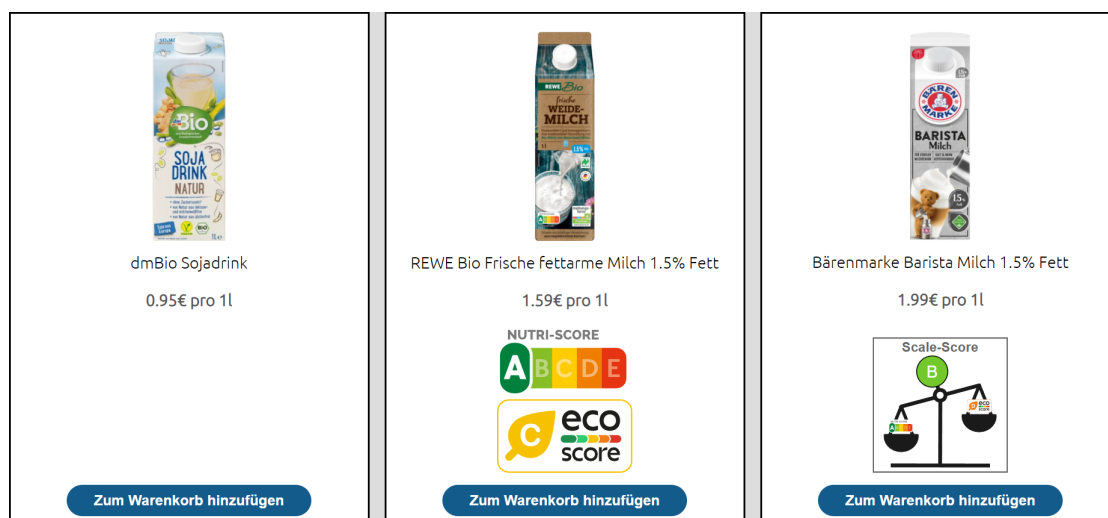 Bio
SOJA
DRINK
NATUR
dmBio Sojadrink
0.95€ pro 1l
Zum Warenkorb hinzufügen
REWE Bio
frische
WEIDE-
MILCH
REWE Bio Frische fettarme Milch 1.5% Fett
1.59€ pro 1l
NUTRI-SCORE
A B C D E
C eco
score
Zum Warenkorb hinzufügen
BÄREN
MARKE
BARISTA
Milch
Bärenmarke Barista Milch 1.5% Fett
1.99€ pro 1l
Scale-Score
B
eco
score
Zum Warenkorb hinzufügen